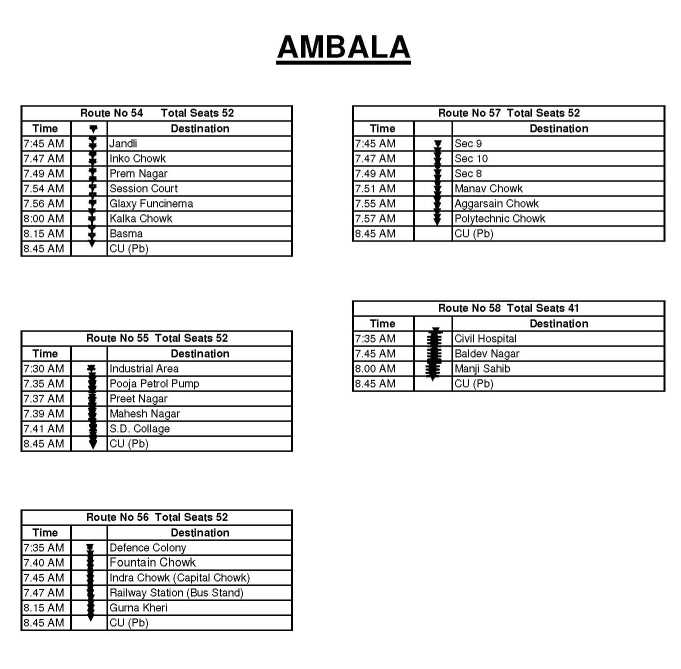 AMBALA
Route No 54 Total Seats 52
Time Destination
7:45 AM Jandli
7.47 AM Inko Chowk
7.49 AM Prem Nagar
7.54 AM Session Court
7.56 AM Glaxy Funcinema
8:00 AM Kalka Chowk
8.15 AM Basma
8.45 AM CU (Pb)
Route No 55 Total Seats 52
Time Destination
7:30 AM Industrial Area
7.35 AM Pooja Petrol Pump
7.37 AM Preet Nagar
7.39 AM Mahesh Nagar
7.41 AM S.D. Collage
8.45 AM CU (Pb)
Route No 56 Total Seats 52
Time Destination
7:35 AM Defence Colony
7.40 AM Fountain Chowk
7.45 AM Indra Chowk (Capital Chowk)
7.47 AM Railway Station (Bus Stand)
8.15 AM Gurna Kheri
8.45 AM CU (Pb)
Route No 57 Total Seats 52
Time Destination
7:45 AM Sec 9
7.47 AM Sec 10
7.49 AM Sec 8
7.51 AM Manav Chowk
7.55 AM Aggarsain Chowk
7.57 AM Polytechnic Chowk
8.45 AM CU (Pb)
Route No 58 Total Seats 41
Time Destination
7:35 AM Civil Hospital
7.45 AM Baldev Nagar
8.00 AM Manji Sahib
8.45 AM CU (Pb)